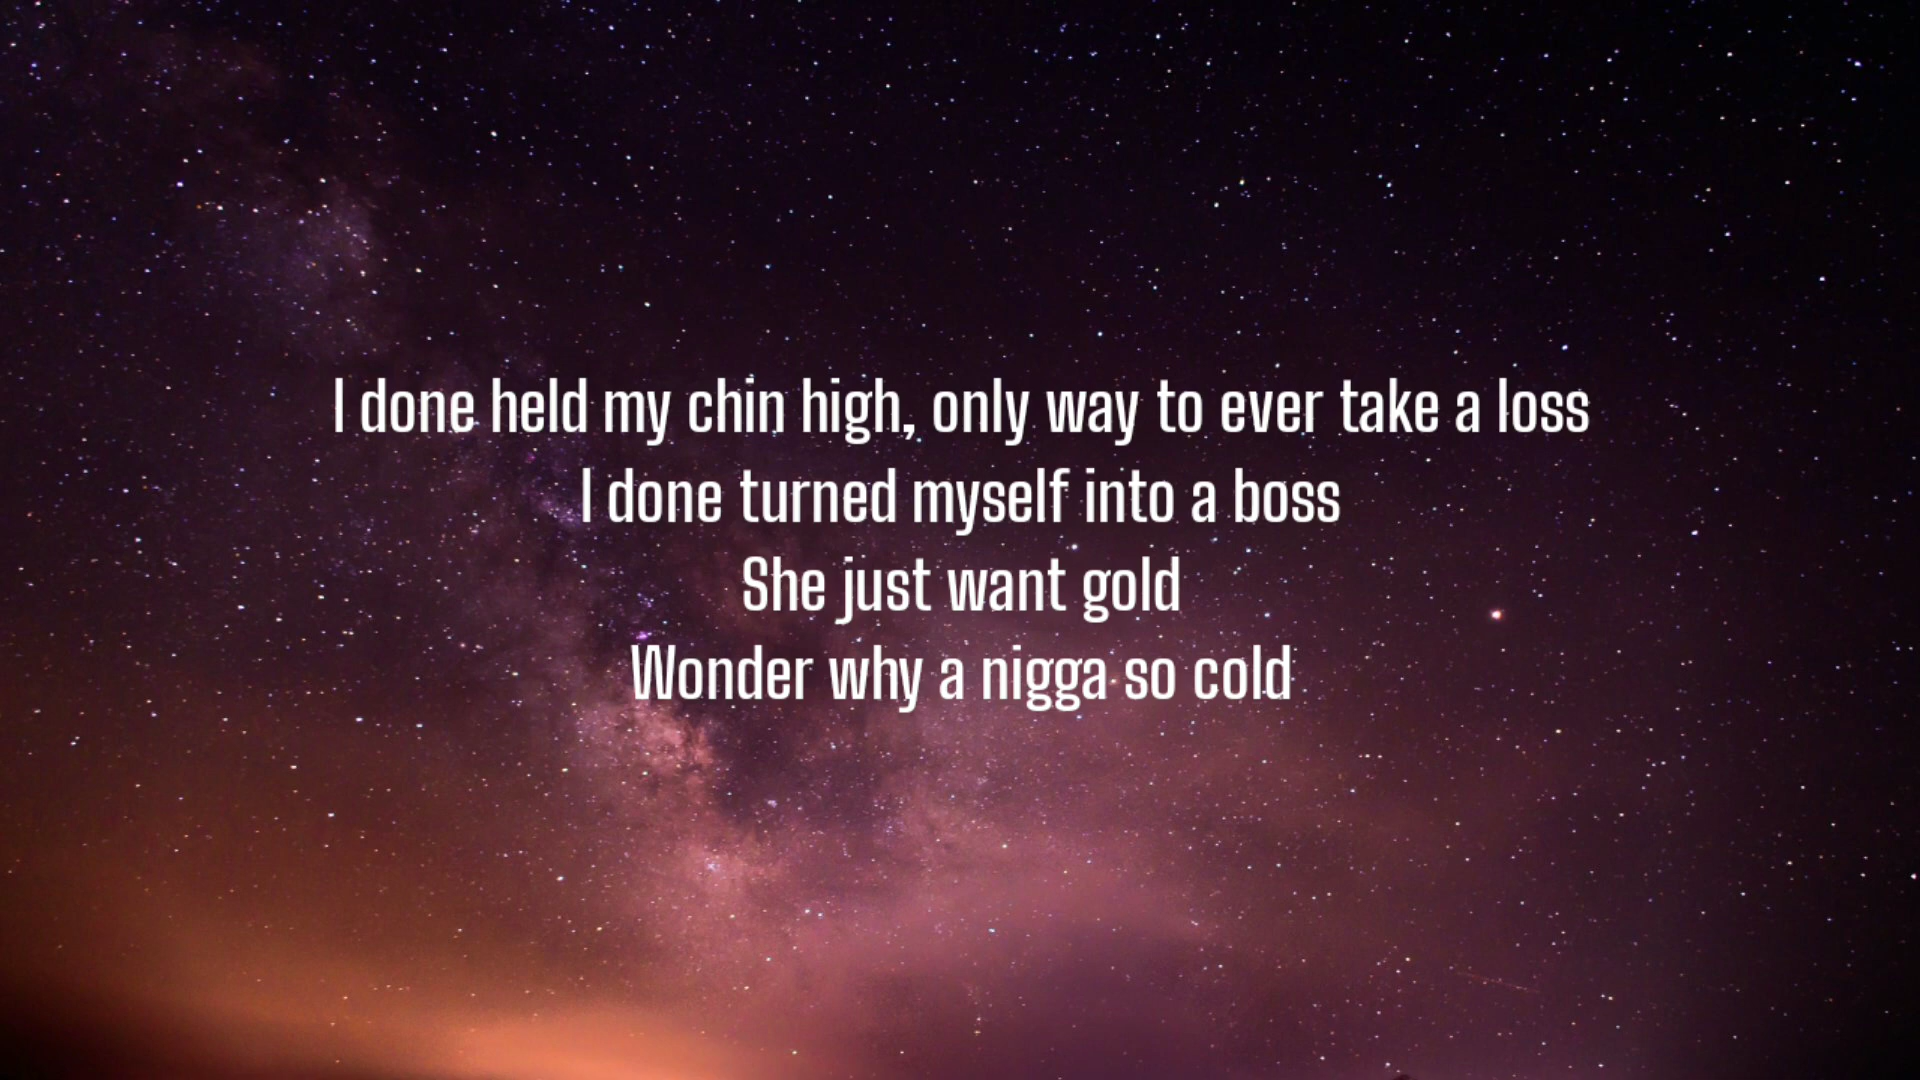 I done held my chin high, only way to ever take a loss
I done turned myself into a boss
She just want gold
Wonder why a nigga so cold